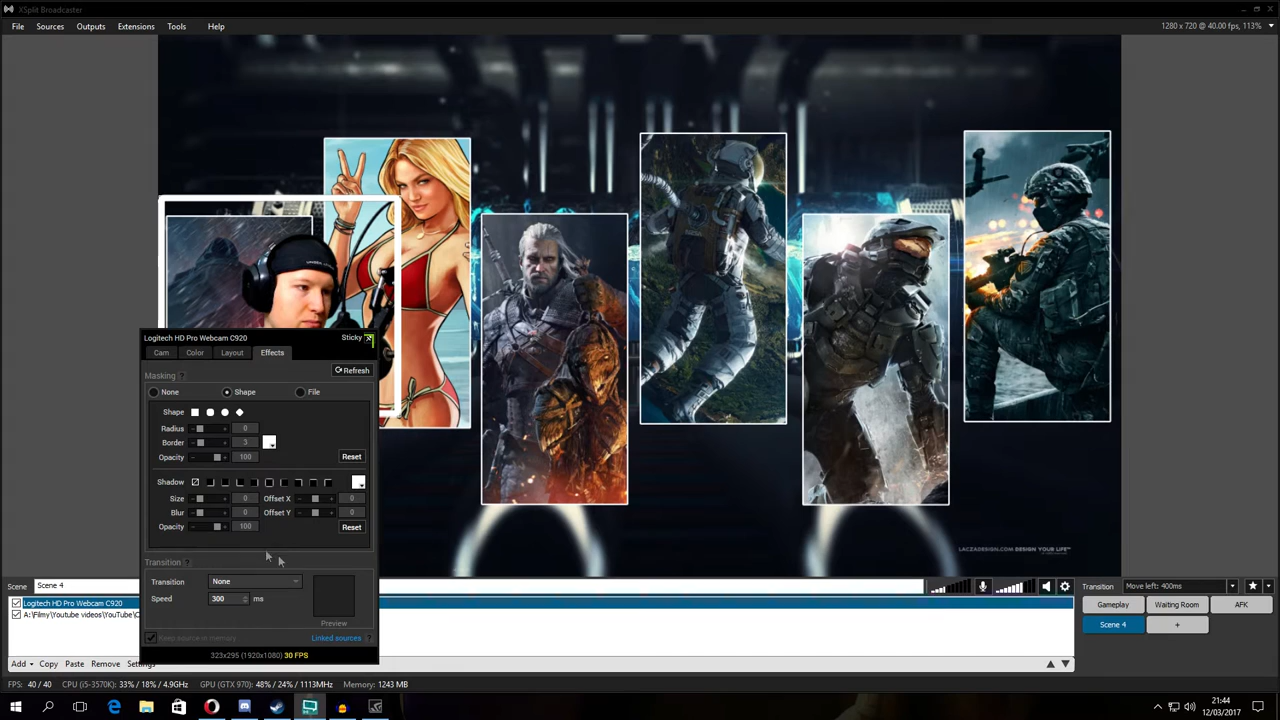 XSplit Broadcaster
File Sources Outputs Extensions Tools Help
1280 x 720 @ 40.00 fps, 113%
Logitech HD Pro Webcam C920
Sticky
Cam Color Layout Effects
Refresh
Masking ?
None Shape File
Shape
Radius - + 0
Border - + 3
Opacity - + 100
Reset
Shadow
Size - + 0 Offset X - + 0
Blur - + 0 Offset Y - + 0
Opacity - + 100
Reset
Transition ?
Transition None
Speed 300 ms
Preview
Keep source in memory
Linked sources ?
323x295 (1920x1080) 30 FPS
LACZADESIGN.COM DESIGN YOUR LIFE™
Scene Scene 4
Transition Move left: 400ms
Logitech HD Pro Webcam C920
A:\Filmy\Youtube videos\YouTube\
Gameplay Waiting Room AFK
Scene 4 +
Add Copy Paste Remove Settings
FPS: 40 / 40 CPU (i5-3570K): 33% / 18% / 4.9GHz GPU (GTX 970): 48% / 24% / 1113MHz Memory: 1243 MB
21:44
12/03/2017